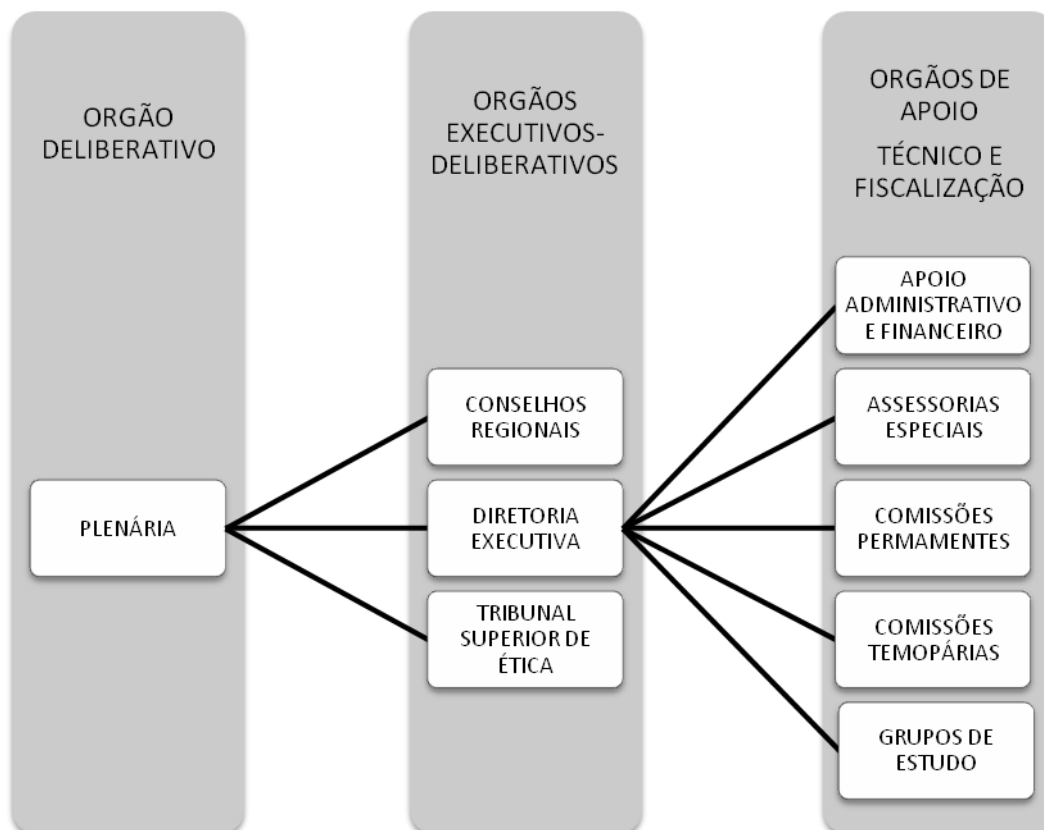 ORGÃO
DELIBERATIVO
PLENÁRIA
ORGÃOS
EXECUTIVOS-
DELIBERATIVOS
CONSELHOS
REGIONAIS
DIRETORIA
EXECUTIVA
TRIBUNAL
SUPERIOR DE
ÉTICA
ORGÃOS DE
APOIO
TÉCNICO E
FISCALIZAÇÃO
APOIO
ADMINISTRATIVO
E FINANCEIRO
ASSESSORIAS
ESPECIAIS
COMISSÕES
PERMAMENTES
COMISSÕES
TEMOPÁRIAS
GRUPOS DE
ESTUDO